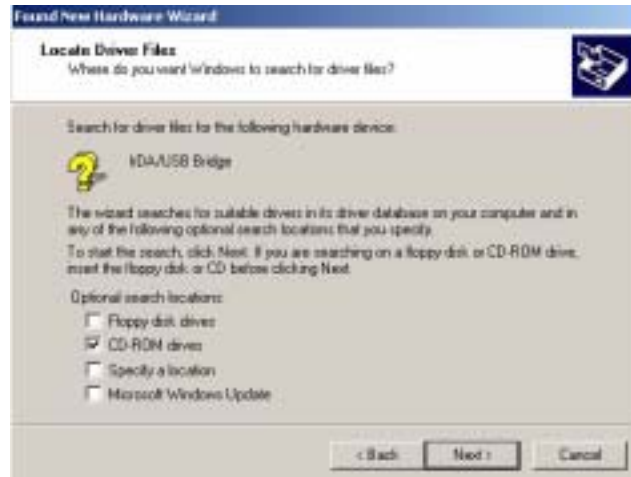 Found New Hardware Wizard
Locate Driver Files
Where do you want Windows to search for driver files?
Search for driver files for the following hardware device:
IrDA/USB Bridge
The wizard searches for suitable drivers in its driver database on your computer and in
any of the following optional search locations that you specify.
To start the search, click Next. If you are searching on a floppy disk or CD-ROM drive,
insert the floppy disk or CD before clicking Next.
Optional search locations:
Floppy disk drives
CD-ROM drives
Specify a location
Microsoft Windows Update
< Back
Next >
Cancel